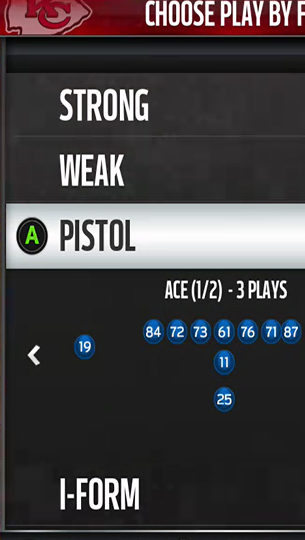 KC
CHOOSE PLAY BY F
STRONG
WEAK
A PISTOL
ACE (1/2) - 3 PLAYS
84 72 73 61 76 71 87
19
11
25
I-FORM